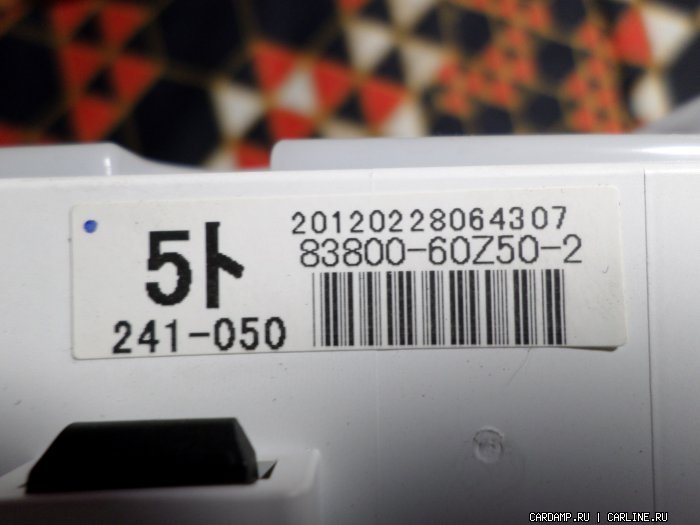 20120228064307
5ト
83800-60Z50-2
241-050
CARDAMP.RU | CARLINE.RU